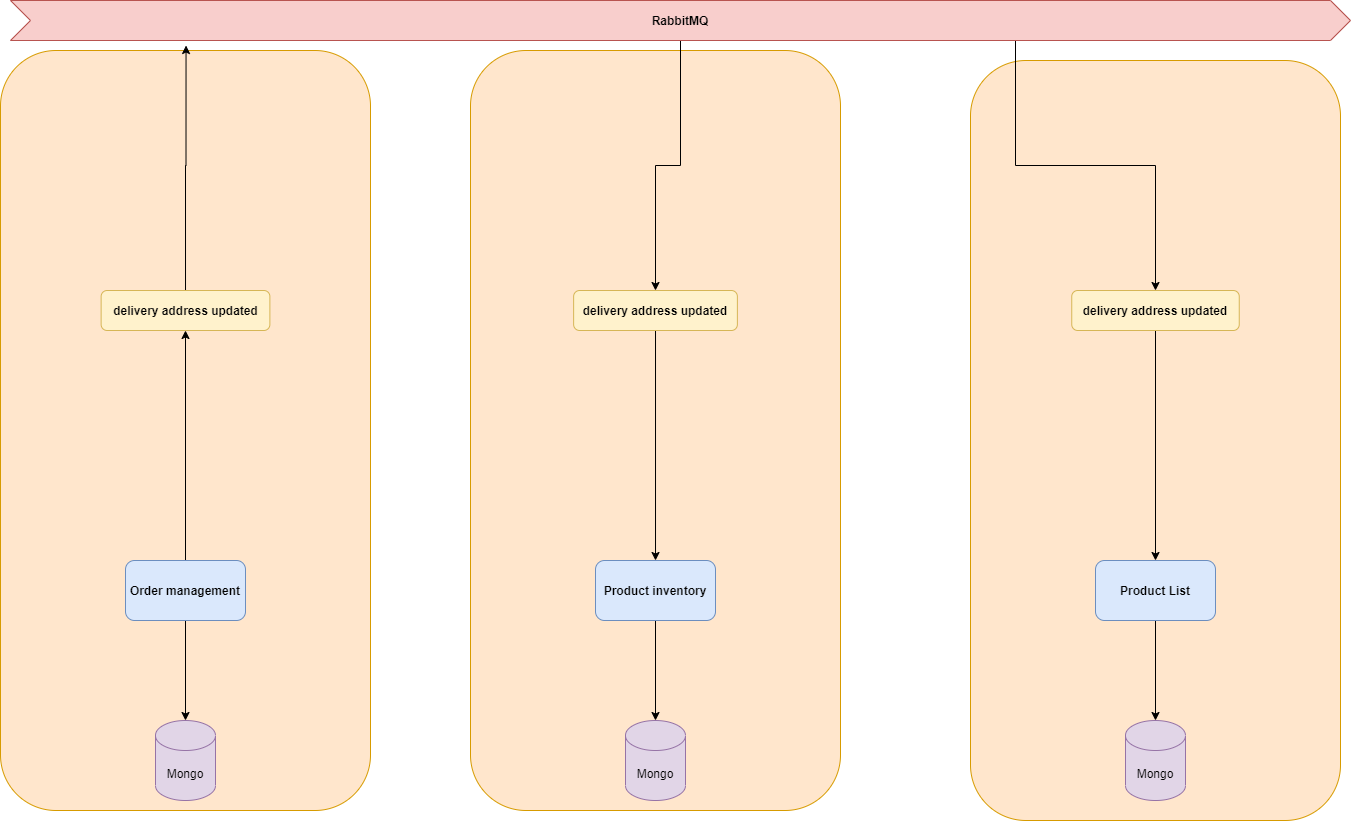 RabbitMQ
delivery address updated
delivery address updated
delivery address updated
Order management
Product inventory
Product List
Mongo
Mongo
Mongo